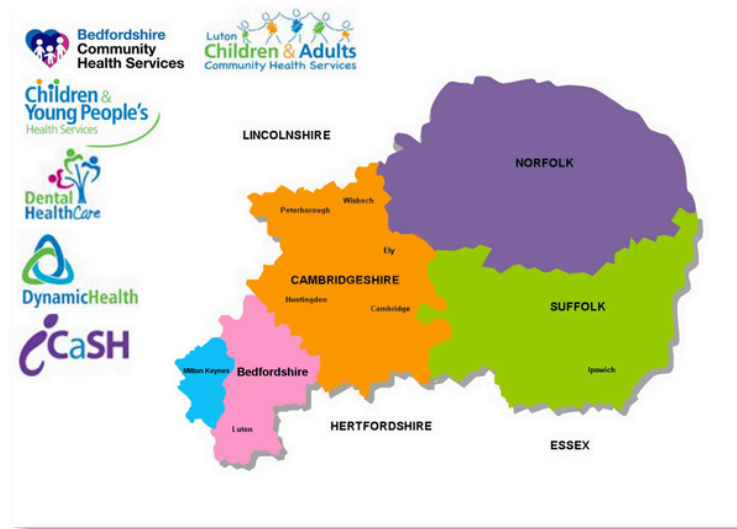 Bedfordshire
Community
Health Services
Luton
Children & Adults
Community Health Services
Children &
Young People's
Health Services
Dental
HealthCare
DynamicHealth
iCaSH
LINCOLNSHIRE
NORFOLK
Wisbech
Peterborough
Ely
CAMBRIDGESHIRE
Huntingdon
Cambridge
SUFFOLK
Milton Keynes
Bedfordshire
Ipswich
Luton
HERTFORDSHIRE
ESSEX